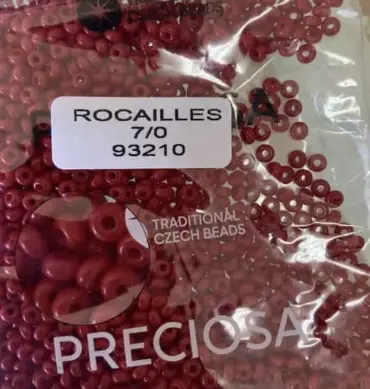 ROCAILLES
7/0
93210
TRADITIONAL
CZECH BEADS
PRECIOSA